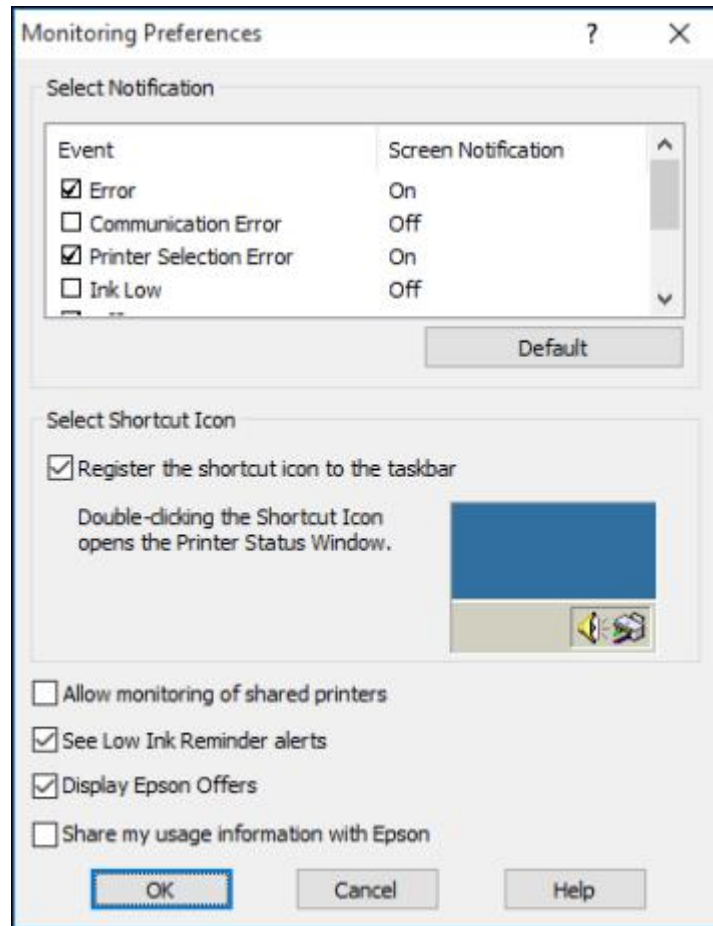 Monitoring Preferences ?
Select Notification
Event Screen Notification
Error On
Communication Error Off
Printer Selection Error On
Ink Low Off
Default
Select Shortcut Icon
Register the shortcut icon to the taskbar
Double-clicking the Shortcut Icon
opens the Printer Status Window.
Allow monitoring of shared printers
See Low Ink Reminder alerts
Display Epson Offers
Share my usage information with Epson
OK Cancel Help